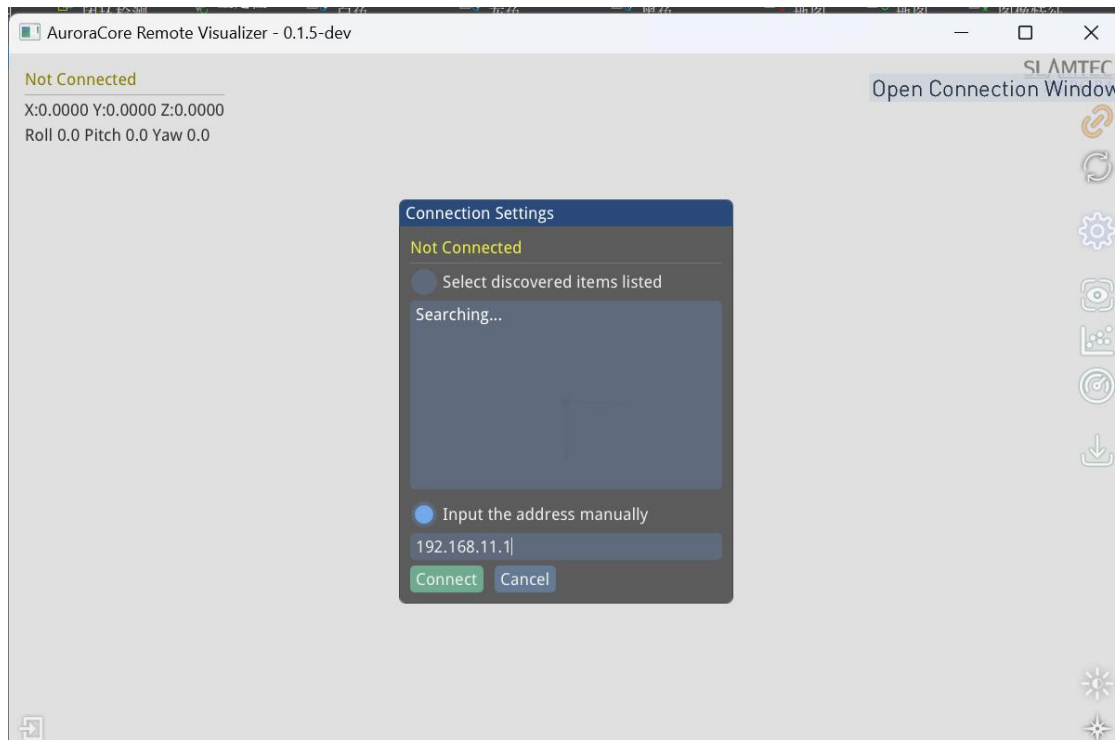 AuroraCore Remote Visualizer - 0.1.5-dev
Not Connected
X:0.0000 Y:0.0000 Z:0.0000
Roll 0.0 Pitch 0.0 Yaw 0.0
SLAMTEC
Open Connection Window
Connection Settings
Not Connected
Select discovered items listed
Searching...
Input the address manually
192.168.11.1
Connect Cancel